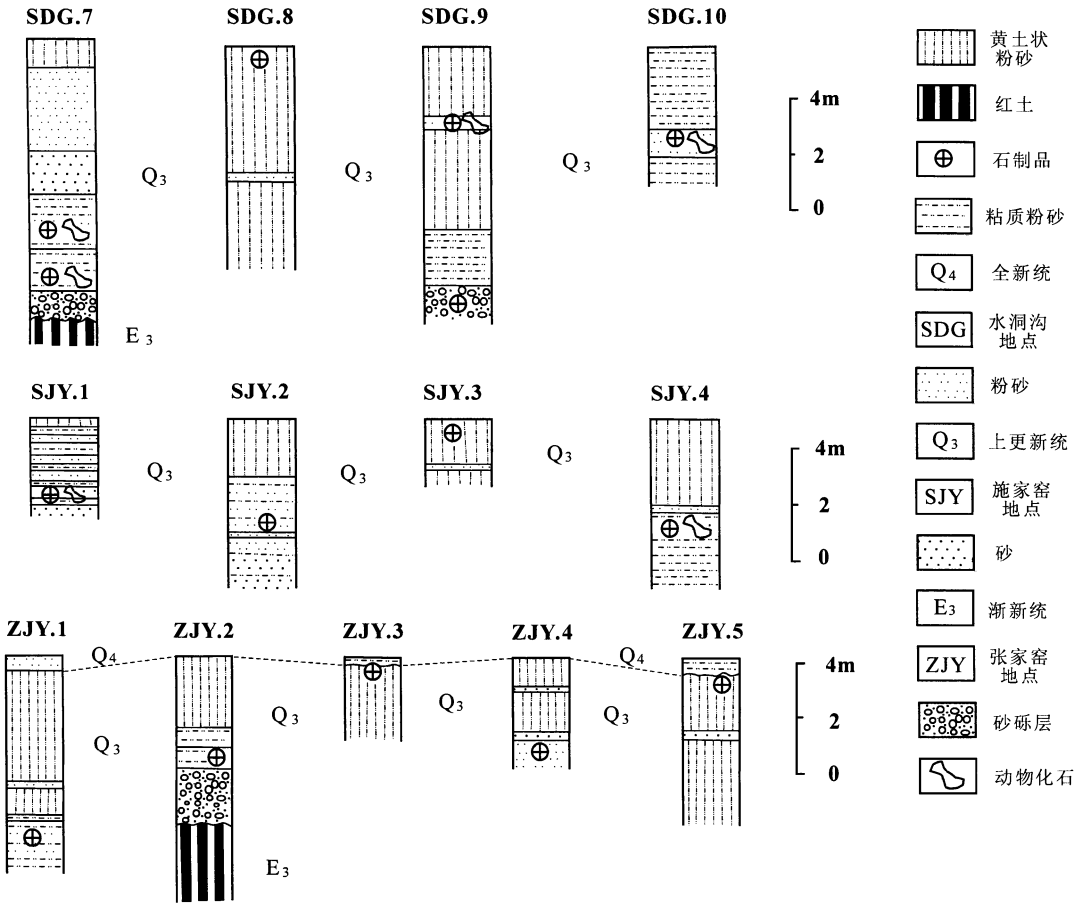 SDG.7 SDG.8 SDG.9 SDG.10
Q3 Q3 Q3
E3
4m
2
0
SJY.1 SJY.2 SJY.3 SJY.4
Q3 Q3 Q3
4m
2
0
ZJY.1 ZJY.2 ZJY.3 ZJY.4 ZJY.5
Q4 Q4
Q3 Q3 Q3 Q3
E3
4m
2
0
黄土状
粉砂
红土
石制品
粘质粉砂
Q4 全新统
SDG 水洞沟
地点
粉砂
Q3 上更新统
SJY 施家窑
地点
砂
E3 渐新统
ZJY 张家窑
地点
砂砾层
动物化石